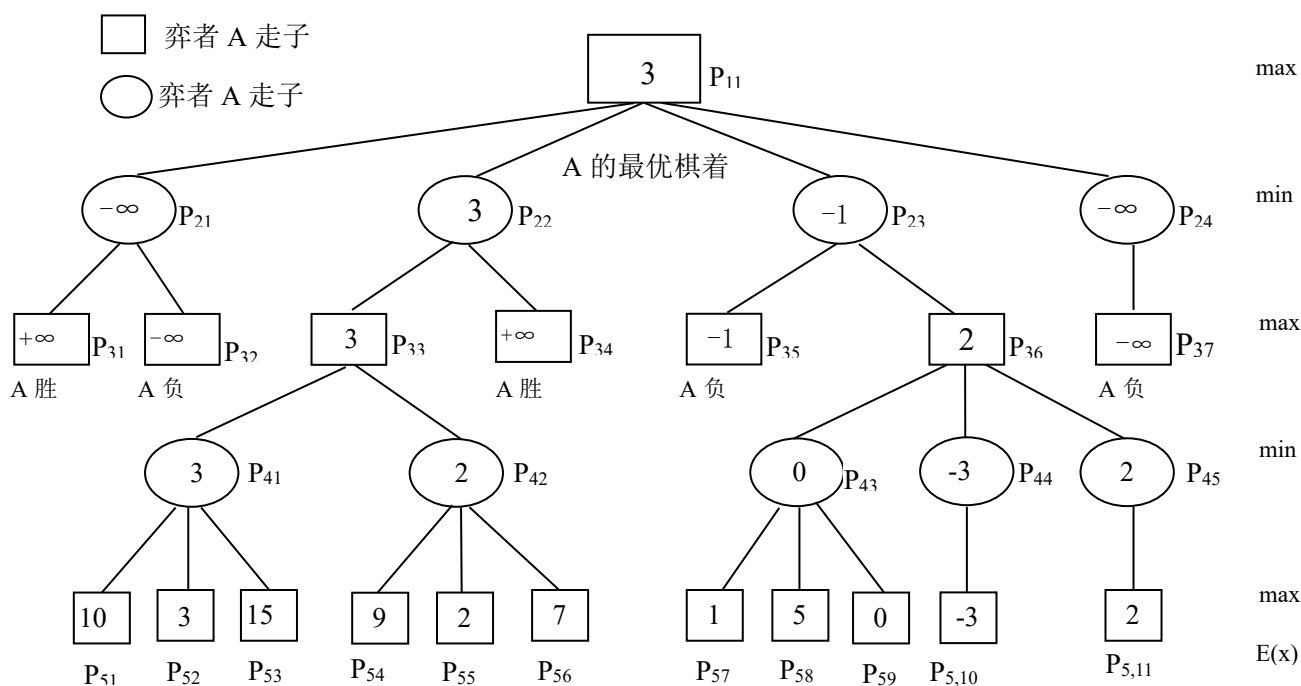 弈者 A 走子
弈者 A 走子
3 P₁₁ max
A 的最优棋着
−∞ P₂₁ 3 P₂₂ −1 P₂₃ −∞ P₂₄ min
+∞ P₃₁ −∞ P₃₂ 3 P₃₃ +∞ P₃₄ −1 P₃₅ 2 P₃₆ −∞ P₃₇ max
A 胜 A 负 A 胜 A 负 A 负
3 P₄₁ 2 P₄₂ 0 P₄₃ -3 P₄₄ 2 P₄₅ min
10 3 15 9 2 7 1 5 0 -3 2 max
P₅₁ P₅₂ P₅₃ P₅₄ P₅₅ P₅₆ P₅₇ P₅₈ P₅₉ P₅,₁₀ P₅,₁₁ E(x)